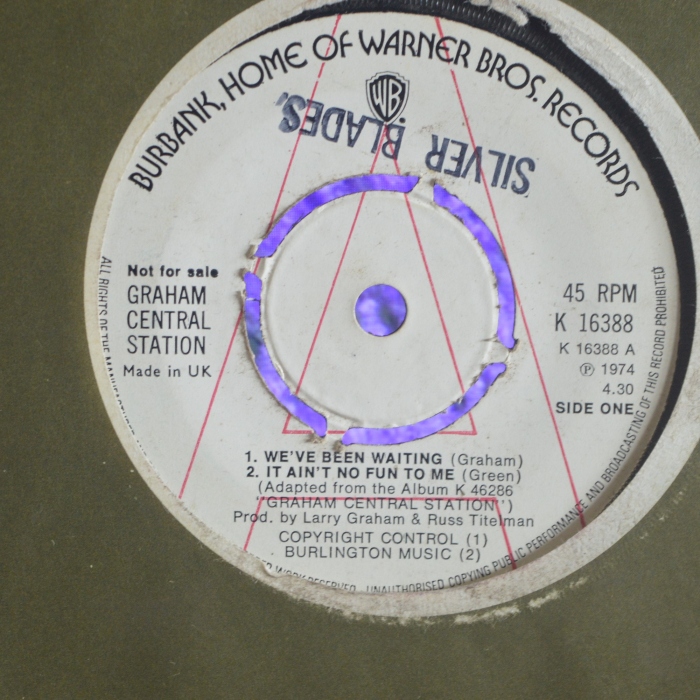 BURBANK, HOME OF WARNER BROS. RECORDS
WB
SILVER BLADES,
Not for sale
GRAHAM
CENTRAL
STATION
Made in UK
45 RPM
K 16388
K 16388 A
℗ 1974
4.30
SIDE ONE
1. WE'VE BEEN WAITING (Graham)
2. IT AIN'T NO FUN TO ME (Green)
(Adapted from the Album K 46286
"GRAHAM CENTRAL STATION")
Prod. by Larry Graham & Russ Titelman
COPYRIGHT CONTROL (1)
BURLINGTON MUSIC (2)
ALL RIGHTS OF THE RESERVED. UNAUTHORISED COPYING PUBLIC PERFORMANCE AND BROADCASTING OF THIS RECORD PROHIBITED